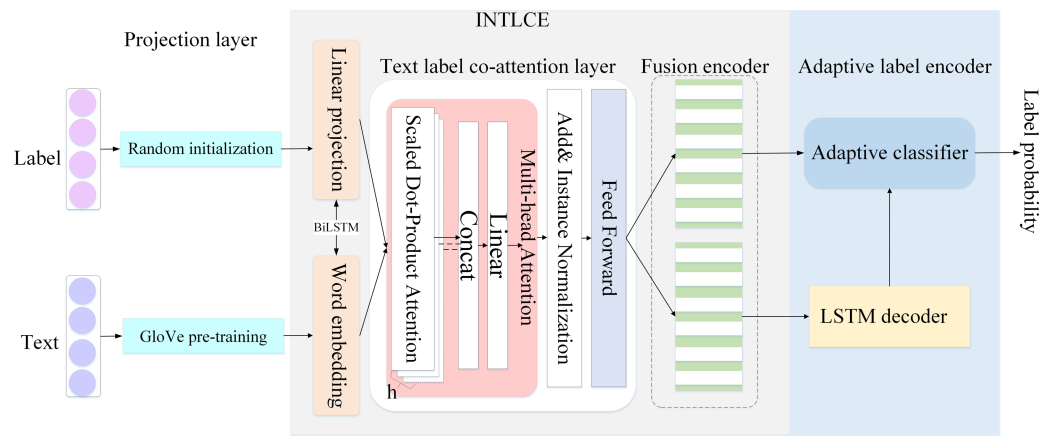 INTLCE
Projection layer
Text label co-attention layer
Fusion encoder
Adaptive label encoder
Label
Random initialization
Linear projection
BiLSTM
Word embedding
Text
GloVe pre-training
Scaled Dot-Product Attention
h
Concat
Linear
Multi-head Attention
Add& Instance Normalization
Feed Forward
Adaptive classifier
LSTM decoder
Label probability